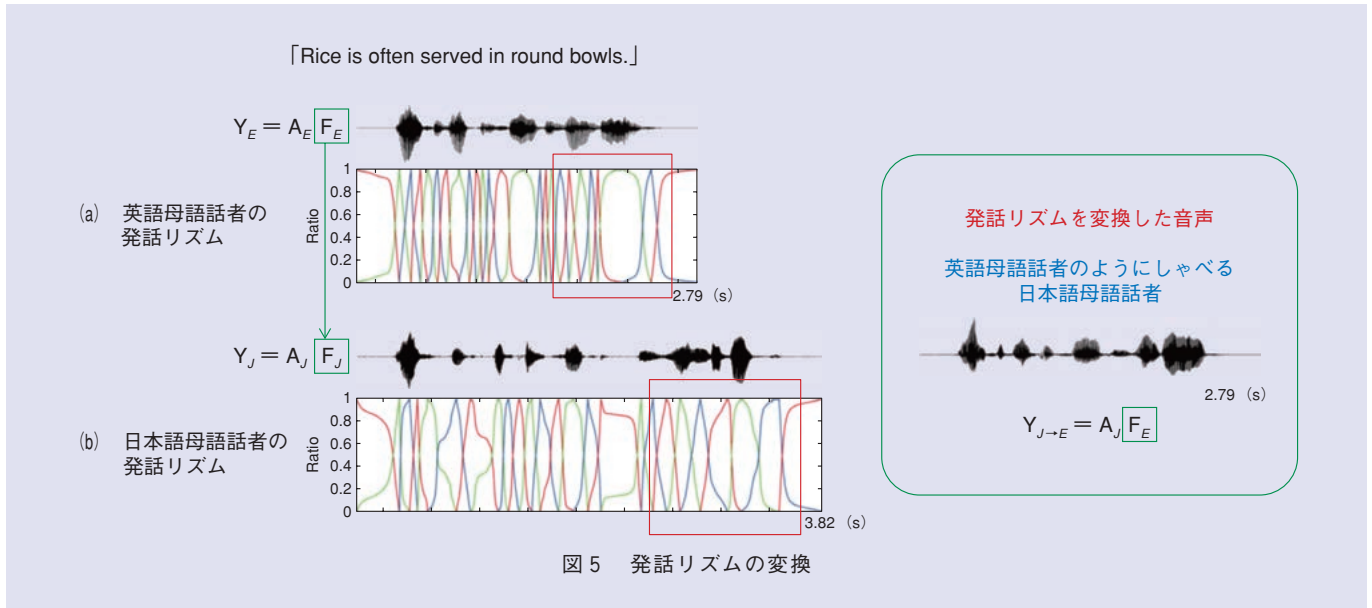 「Rice is often served in round bowls.」
Y_E = A_E F_E
(a) 英語母語話者の
発話リズム
Ratio
1
0.8
0.6
0.4
0.2
0
2.79 (s)
Y_J = A_J F_J
(b) 日本語母語話者の
発話リズム
Ratio
1
0.8
0.6
0.4
0.2
0
3.82 (s)
発話リズムを変換した音声
英語母語話者のようにしゃべる
日本語母語話者
2.79 (s)
Y_{J→E} = A_J F_E
図5 発話リズムの変換